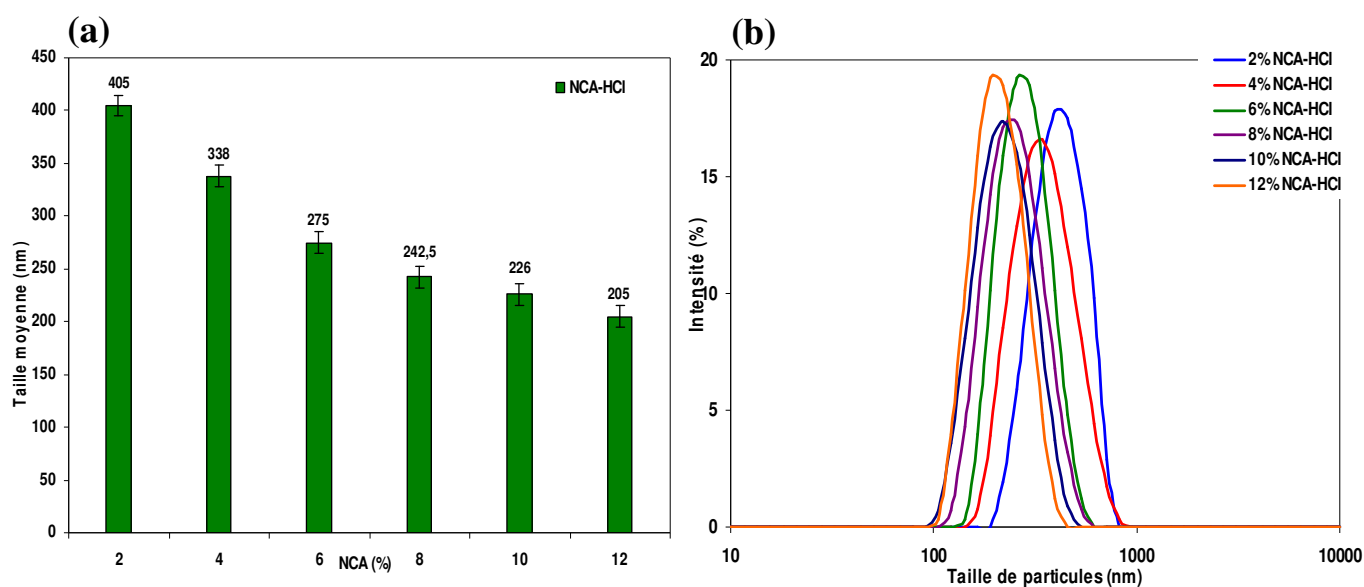 (a)
450
400
350
300
250
200
150
100
50
0
Taille moyenne (nm)
NCA-HCl
405
338
275
242,5
226
205
2
4
6
8
10
12
NCA (%)
(b)
20
15
10
5
0
Intensité (%)
10
100
1000
10000
Taille de particules (nm)
2% NCA-HCl
4% NCA-HCl
6% NCA-HCl
8% NCA-HCl
10% NCA-HCl
12% NCA-HCl